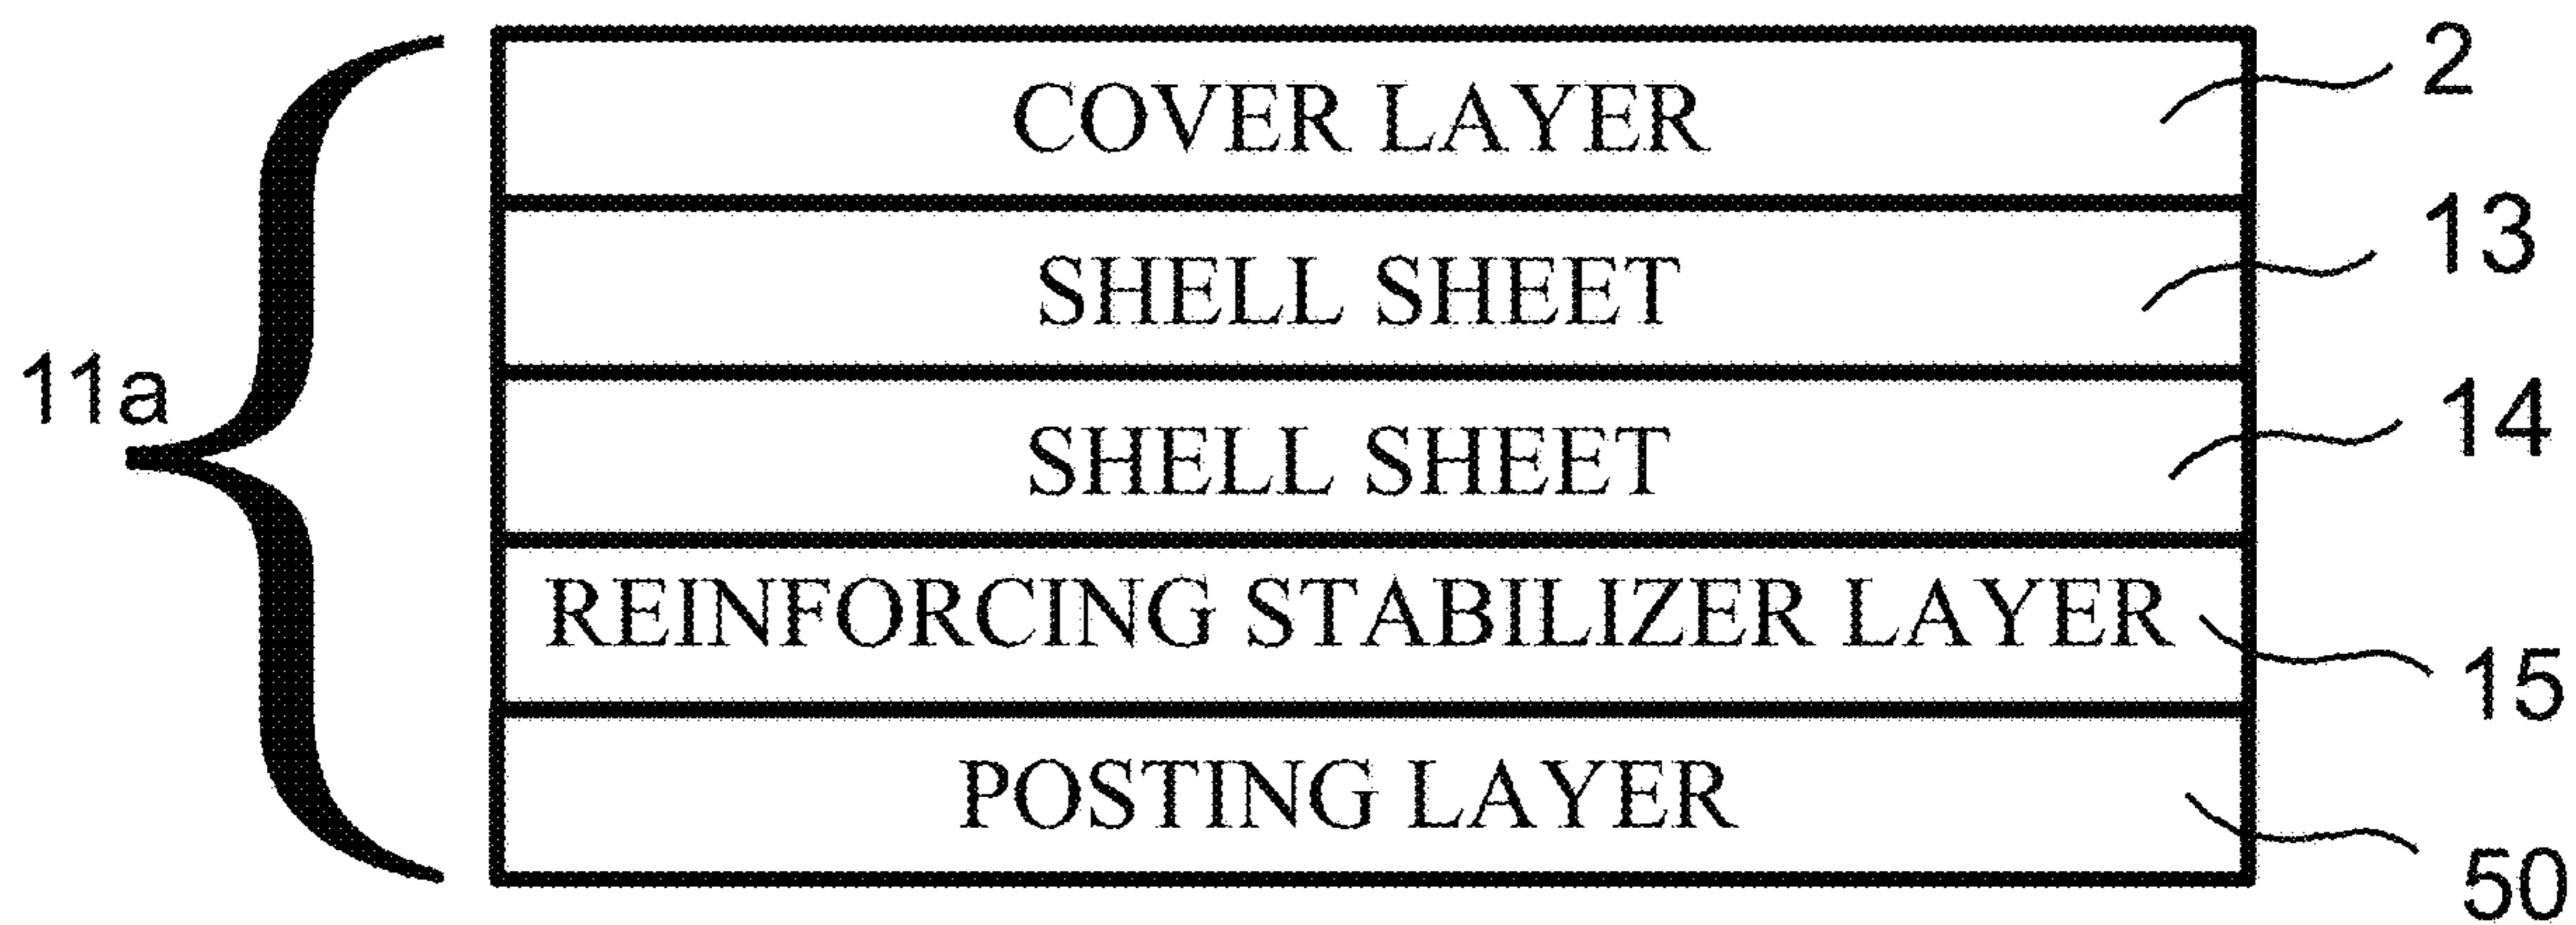 COVER LAYER 2
SHELL SHEET 13
11a
SHELL SHEET 14
REINFORCING STABILIZER LAYER 15
POSTING LAYER 50